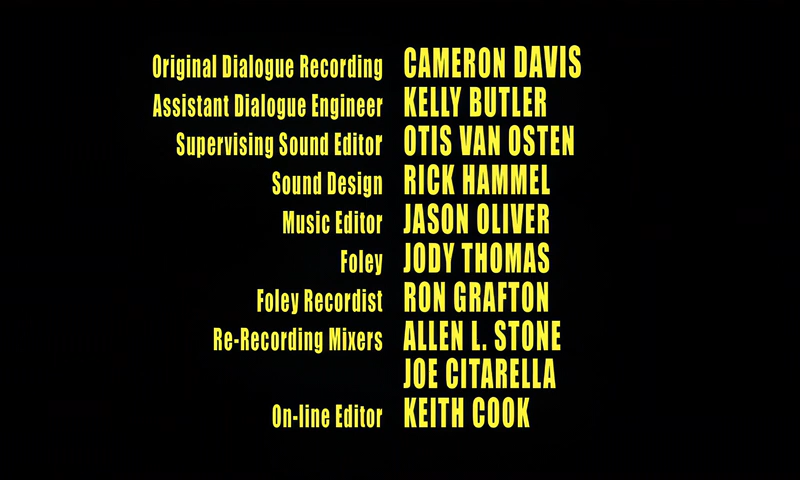 Original Dialogue Recording CAMERON DAVIS
Assistant Dialogue Engineer KELLY BUTLER
Supervising Sound Editor OTIS VAN OSTEN
Sound Design RICK HAMMEL
Music Editor JASON OLIVER
Foley JODY THOMAS
Foley Recordist RON GRAFTON
Re-Recording Mixers ALLEN L. STONE
JOE CITARELLA
On-line Editor KEITH COOK